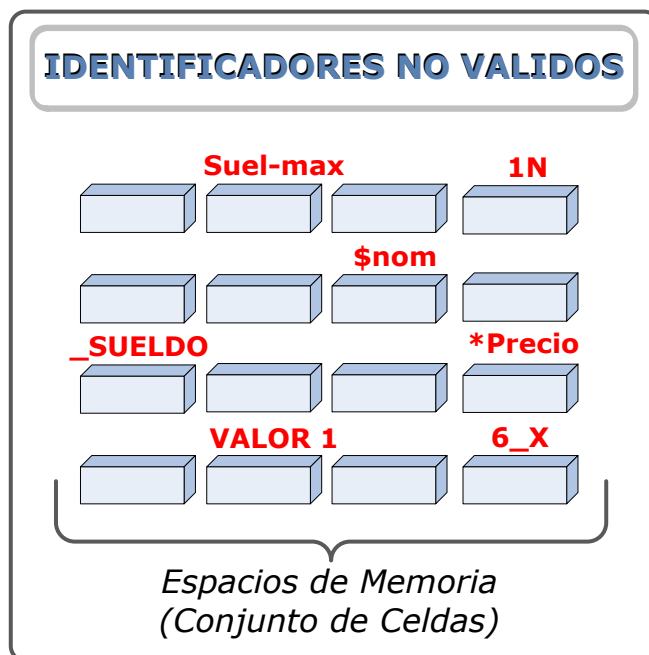 IDENTIFICADORES NO VALIDOS
Suel-max 1N
$nom
_SUELDO *Precio
VALOR 1 6_X
Espacios de Memoria
(Conjunto de Celdas)